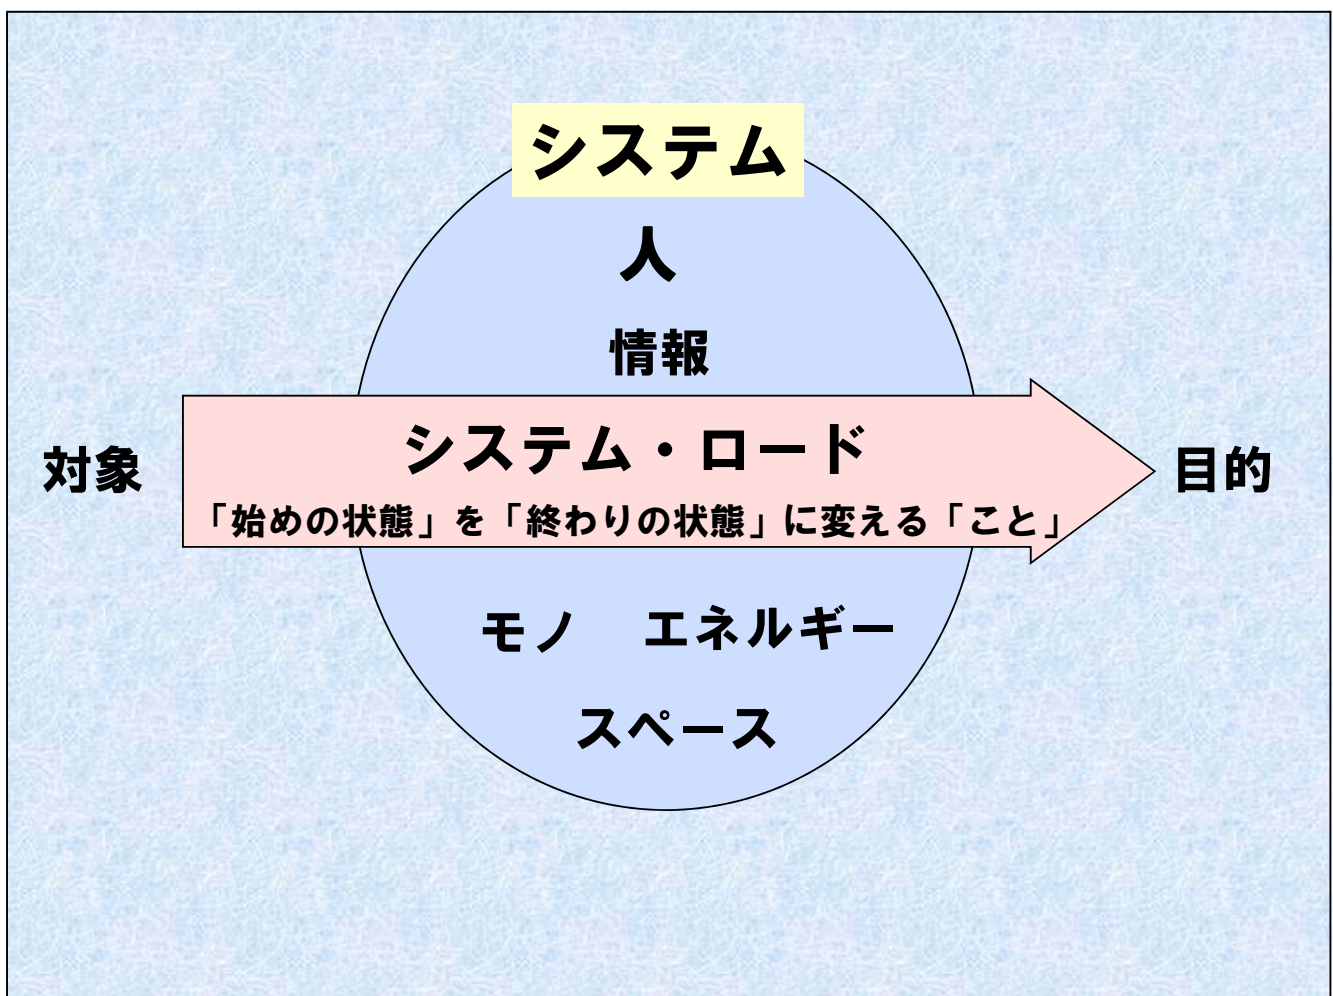 システム
人
情報
対象
システム・ロード
「始めの状態」を「終わりの状態」に変える「こと」
目的
モノ　エネルギー
スペース